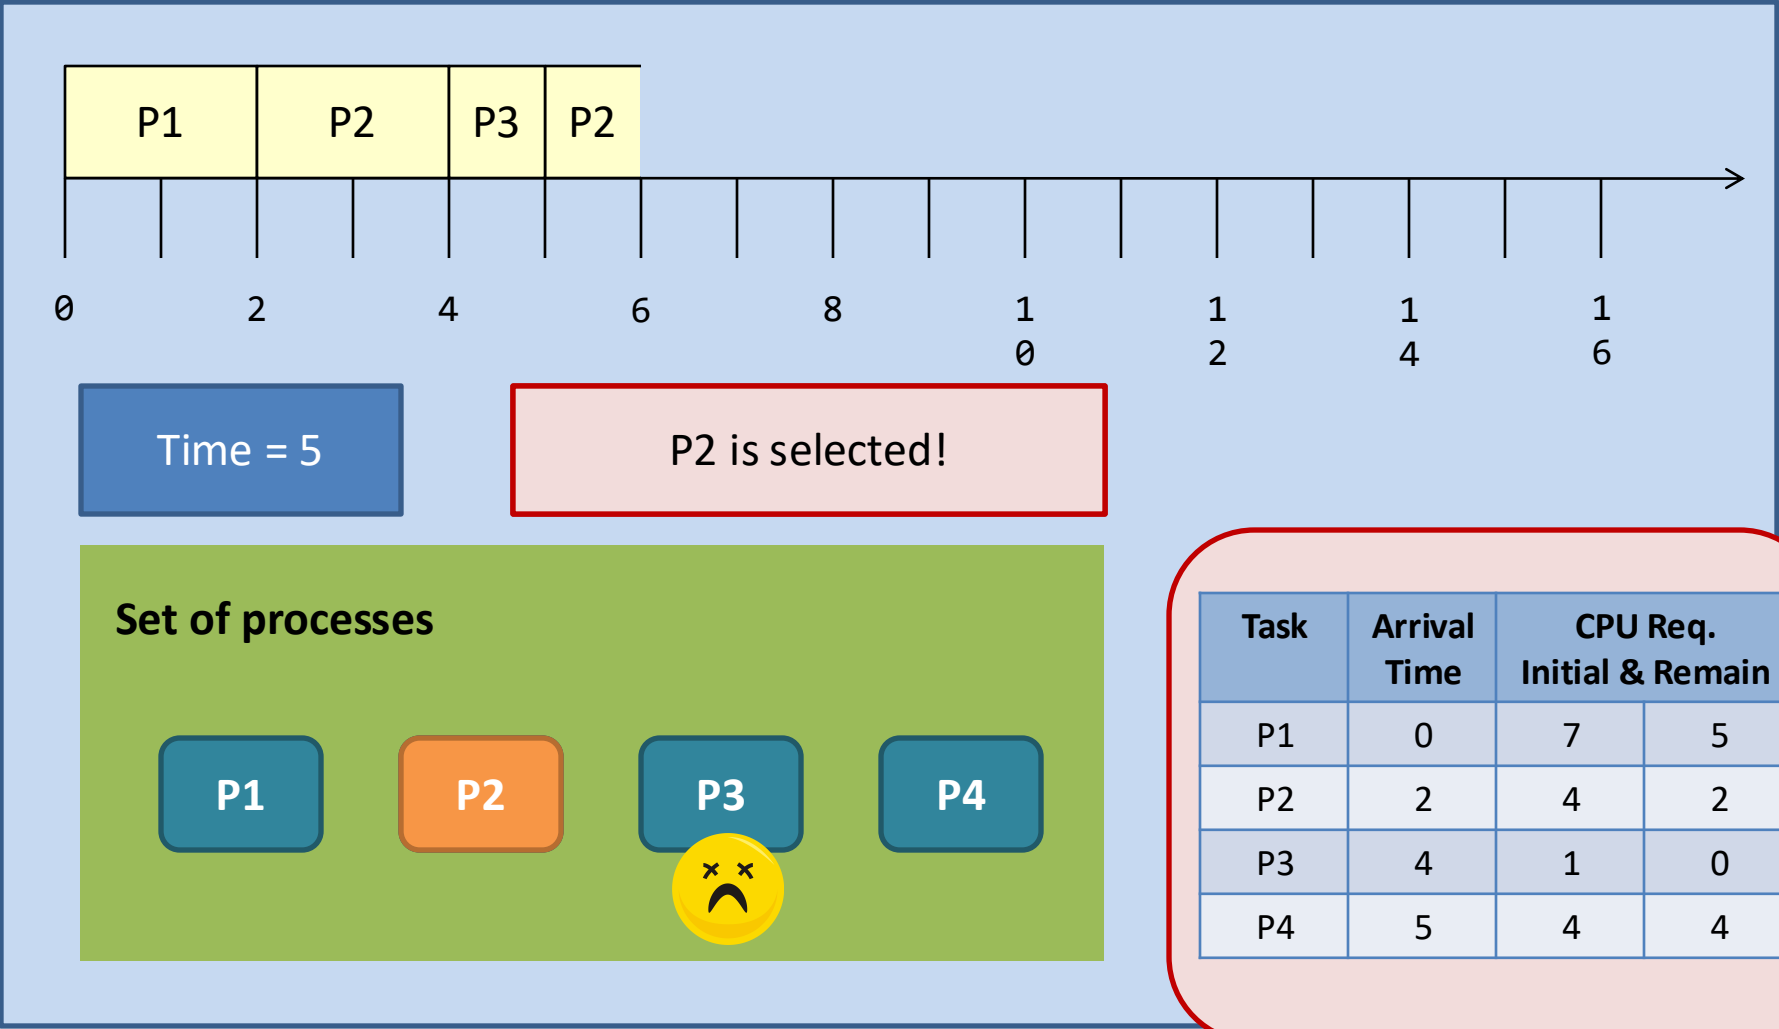 P1 P2 P3 P2
0 2 4 6 8 1 1 1 1
0 2 4 6
Time = 5
P2 is selected!
Set of processes
P1 P2 P3 P4
Task Arrival CPU Req.
Time Initial & Remain
P1 0 7 5
P2 2 4 2
P3 4 1 0
P4 5 4 4